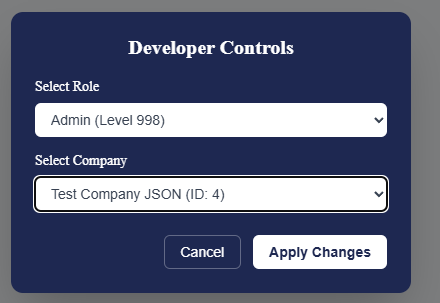 Developer Controls
Select Role
Admin (Level 998)
Select Company
Test Company JSON (ID: 4)
Cancel
Apply Changes